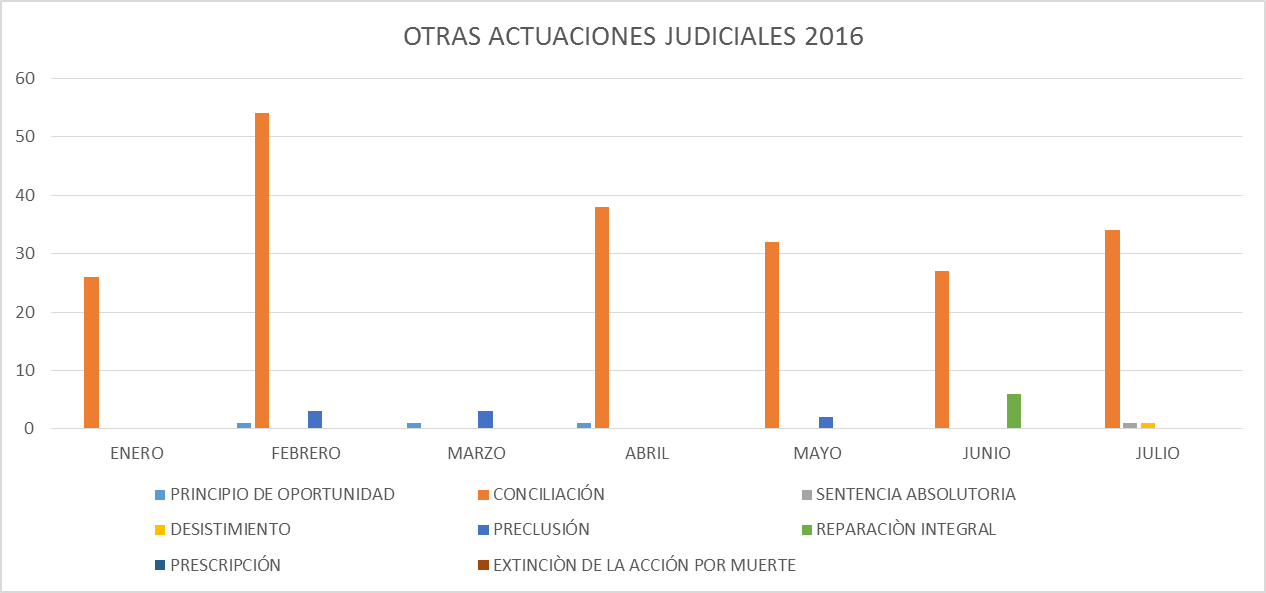 OTRAS ACTUACIONES JUDICIALES 2016
60
50
40
30
20
10
0
ENERO FEBRERO MARZO ABRIL MAYO JUNIO JULIO
PRINCIPIO DE OPORTUNIDAD CONCILIACIÓN SENTENCIA ABSOLUTORIA
DESISTIMIENTO PRECLUSIÓN REPARACIÒN INTEGRAL
PRESCRIPCIÓN EXTINCIÒN DE LA ACCIÓN POR MUERTE